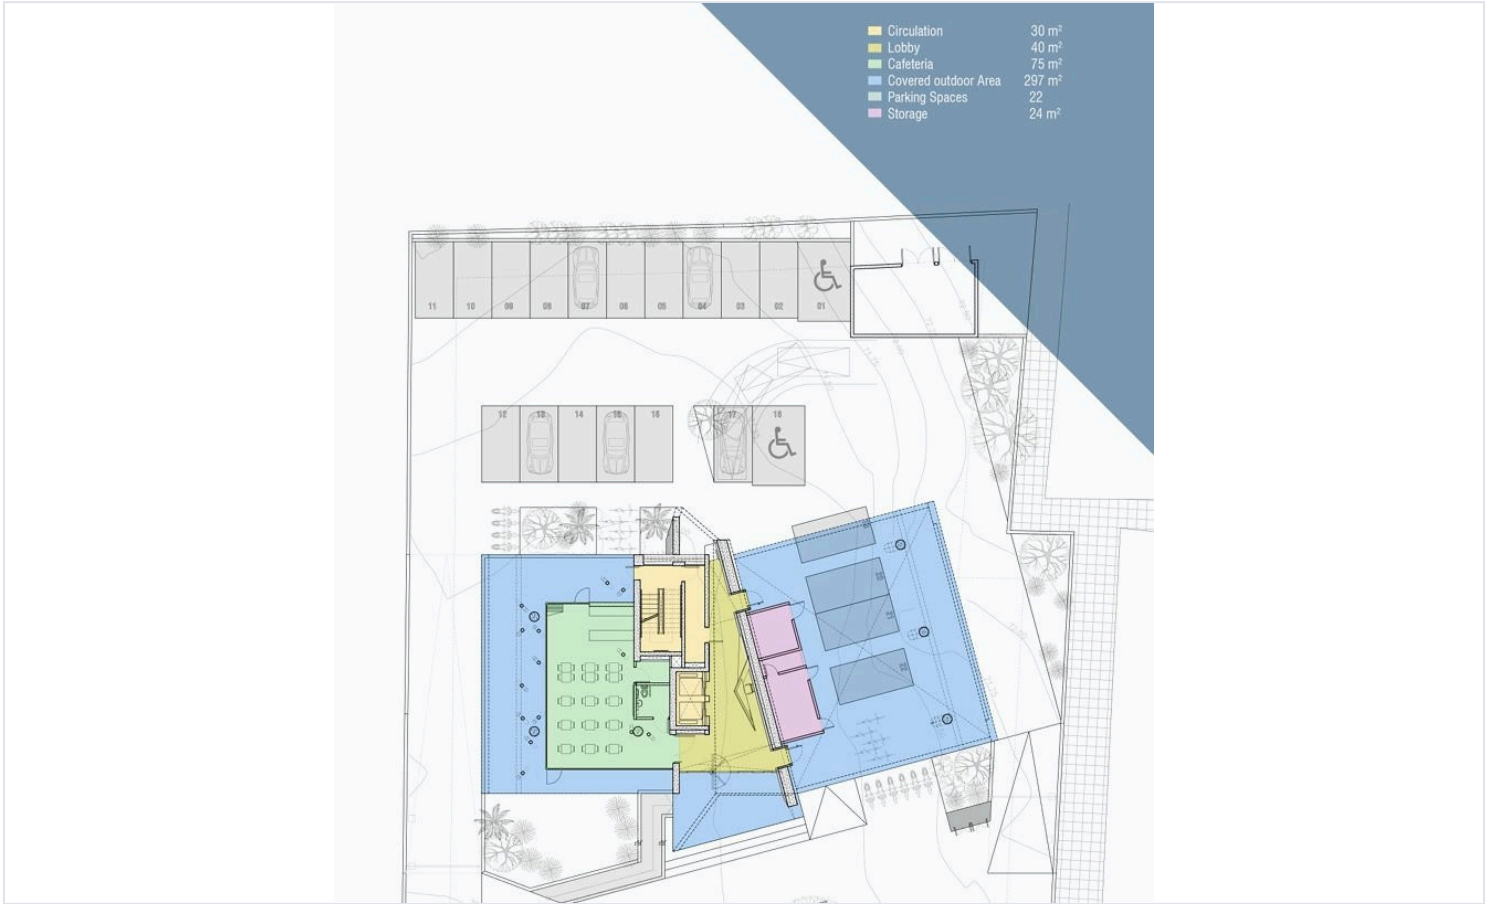 Circulation 30 m²
Lobby 40 m²
Cafeteria 75 m²
Covered outdoor Area 297 m²
Parking Spaces 22
Storage 24 m²
11 10 09 08 07 06 05 04 03 02 01
12 13 14 15 16 17 18